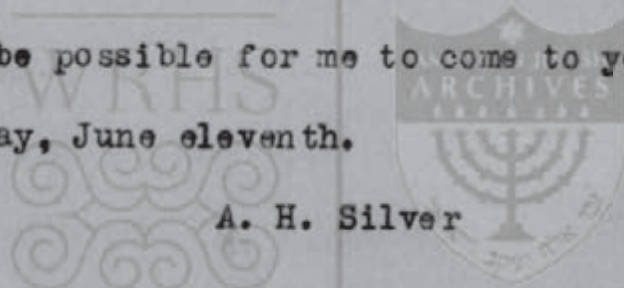 be possible for me to come to y
ay, June eleventh.
A. H. Silver
WRHS
ARCHIVES